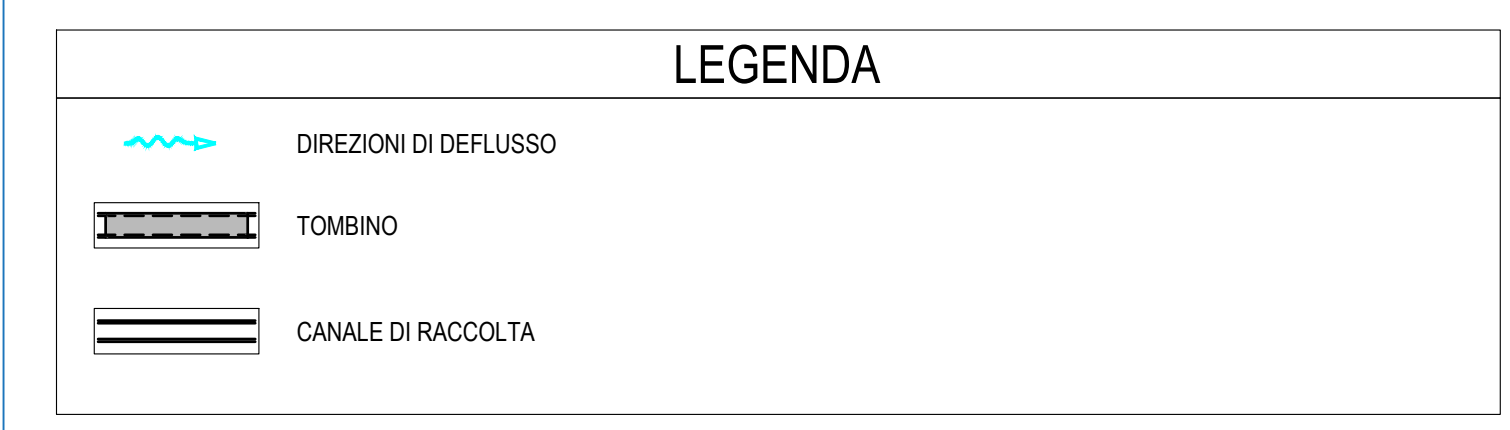 LEGENDA
DIREZIONI DI DEFLUSSO
TOMBINO
CANALE DI RACCOLTA